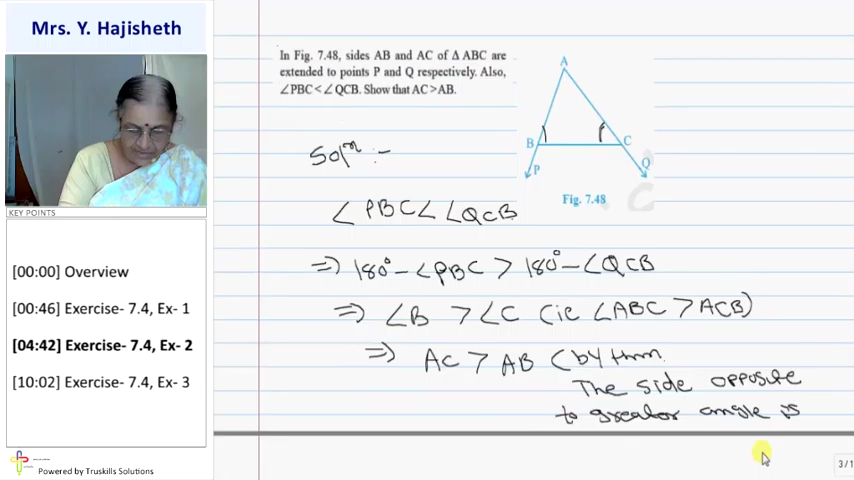 Mrs. Y. Hajisheth
KEY POINTS
[00:00] Overview
[00:46] Exercise- 7.4, Ex- 1
[04:42] Exercise- 7.4, Ex- 2
[10:02] Exercise- 7.4, Ex- 3
Powered by Truskills Solutions
In Fig. 7.48, sides AB and AC of Δ ABC are
extended to points P and Q respectively. Also,
∠PBC < ∠ QCB. Show that AC > AB.
A
B
C
P
Q
Fig. 7.48
Solⁿ :-
∠ PBC < ∠QCB
⇒ 180° - ∠PBC > 180° - ∠QCB
⇒ ∠B > ∠C (ie ∠ABC > ACB)
⇒ AC > AB (by thm.
The side opposite
to greater angle is
3/1